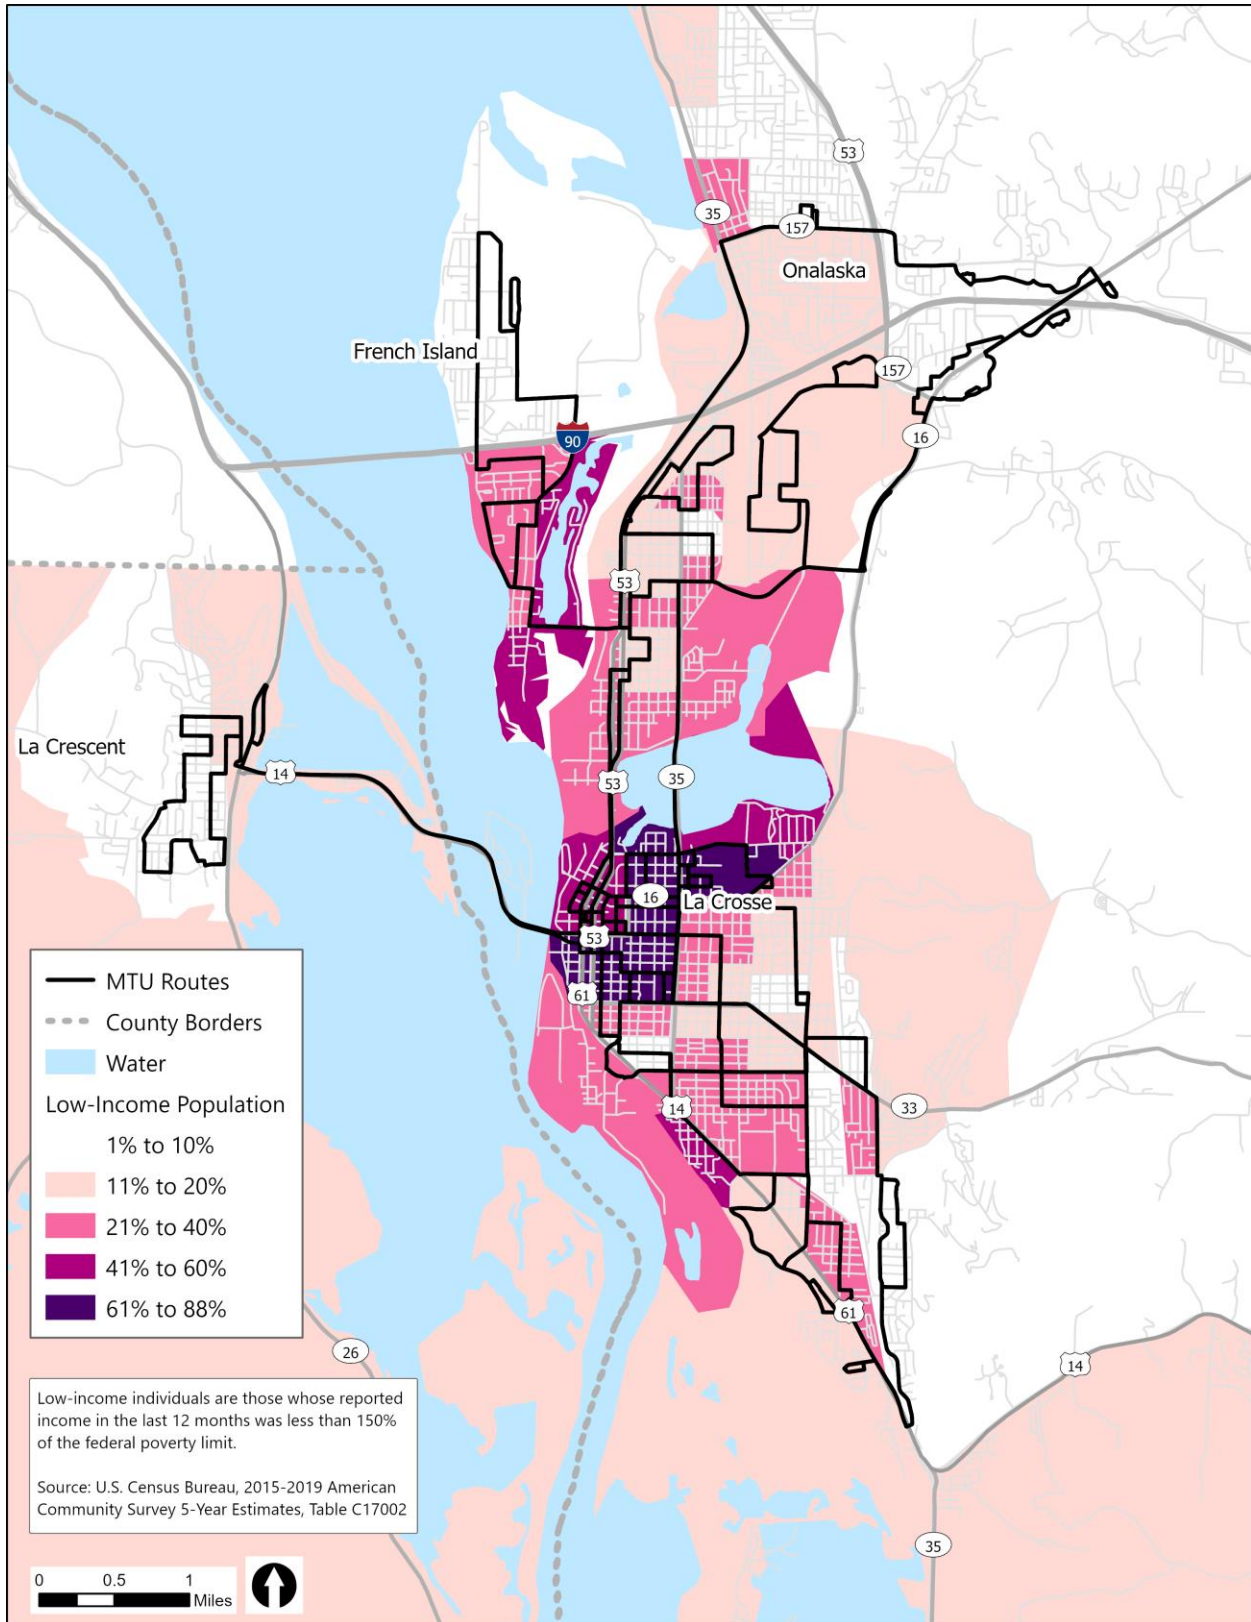 53
35
157
Onalaska
French Island
157
90
16
53
La Crescent
14
53
35
16
La Crosse
53
61
MTU Routes
County Borders
Water
Low-Income Population
1% to 10%
11% to 20%
21% to 40%
41% to 60%
61% to 88%
14
33
61
26
14
Low-income individuals are those whose reported
income in the last 12 months was less than 150%
of the federal poverty limit.
Source: U.S. Census Bureau, 2015-2019 American
Community Survey 5-Year Estimates, Table C17002
35
0 0.5 1
Miles